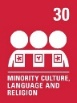 30
MINORITY CULTURE,
LANGUAGE AND
RELIGION